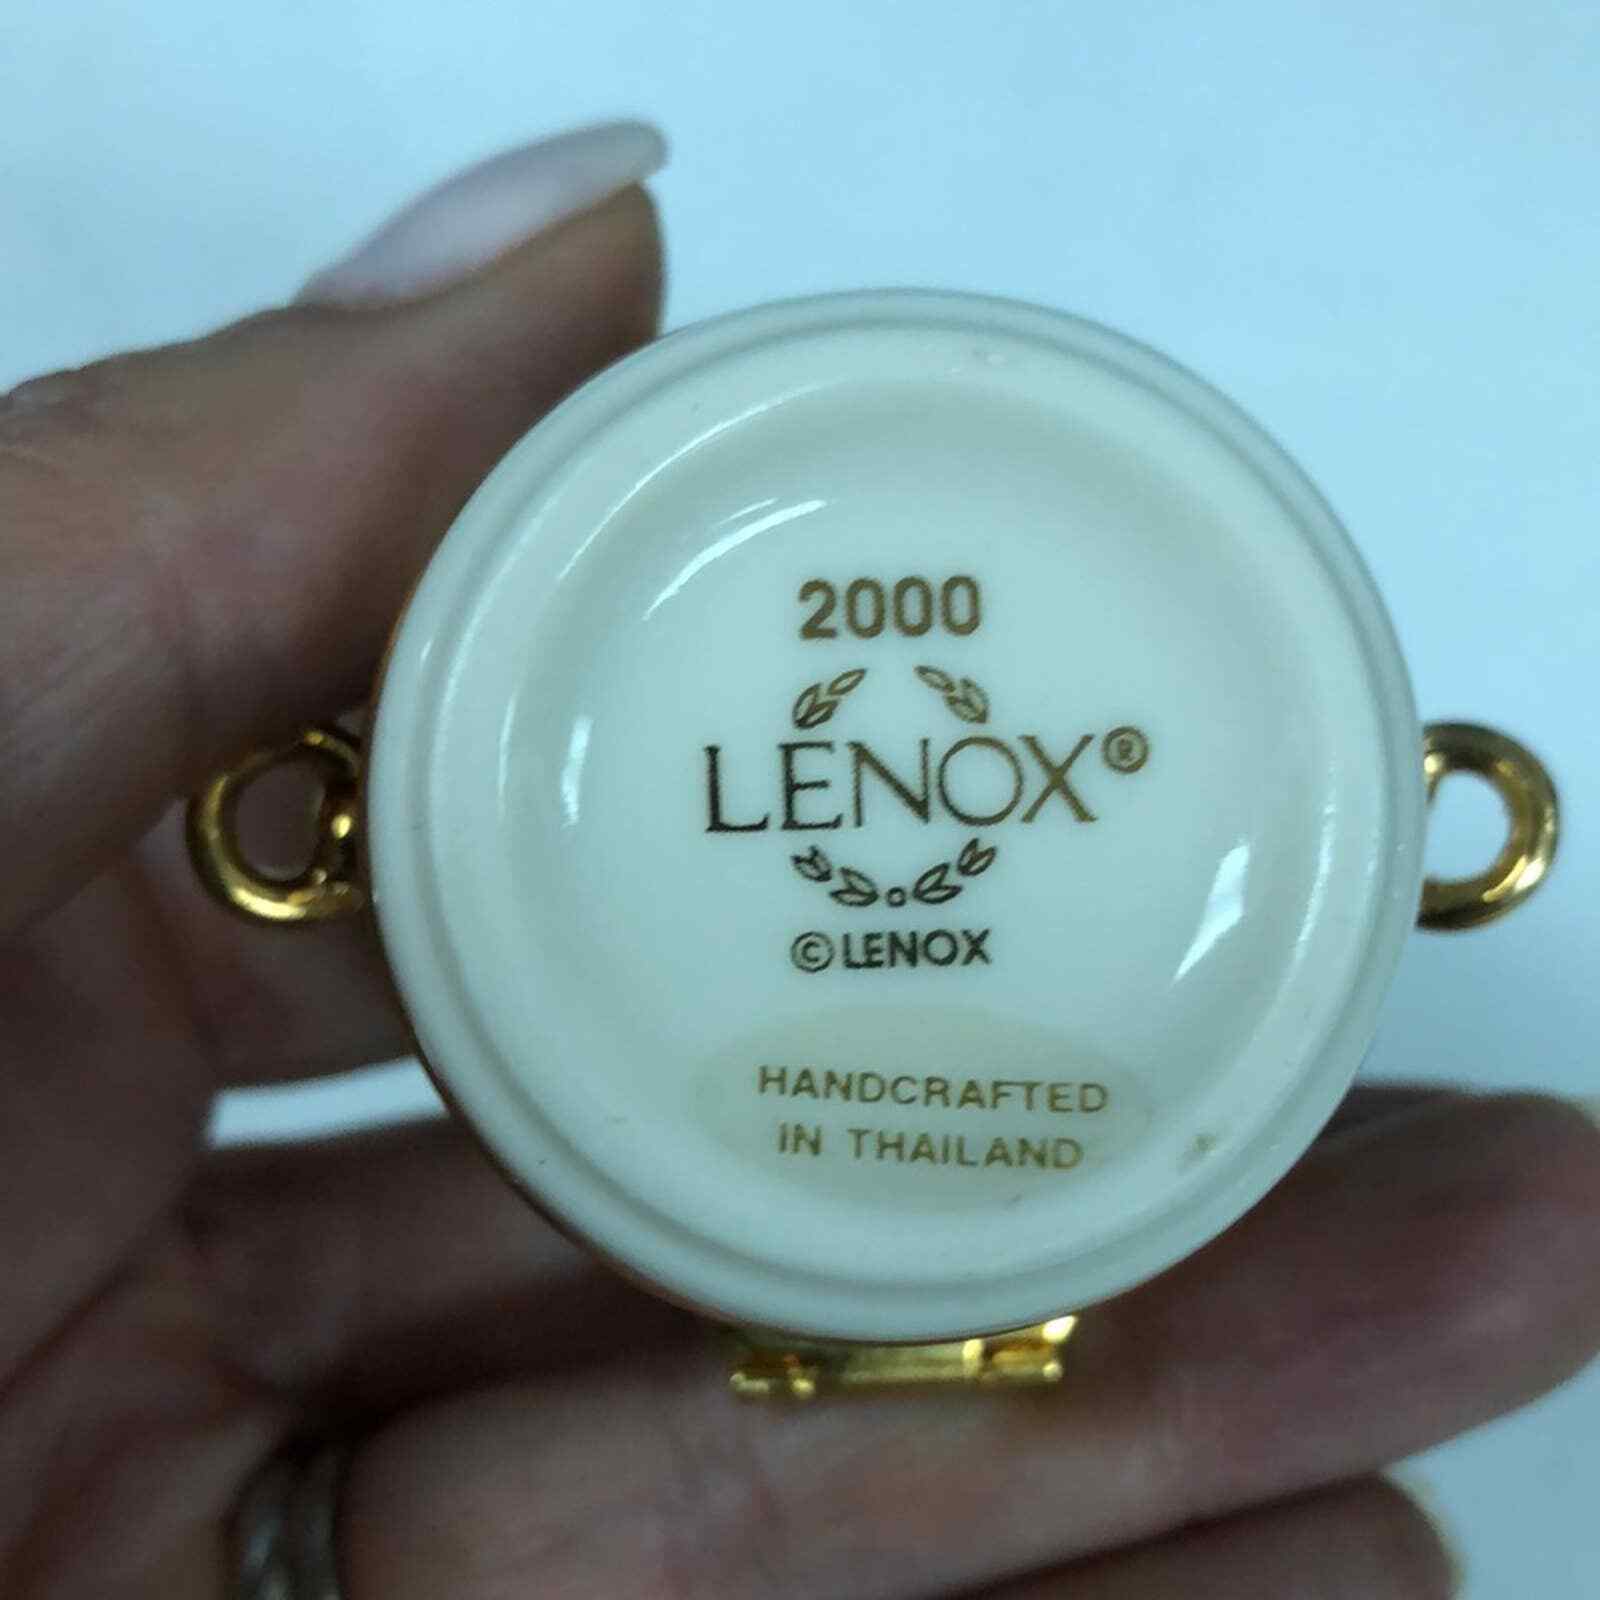 2000
LENOX®
©LENOX
HANDCRAFTED
IN THAILAND